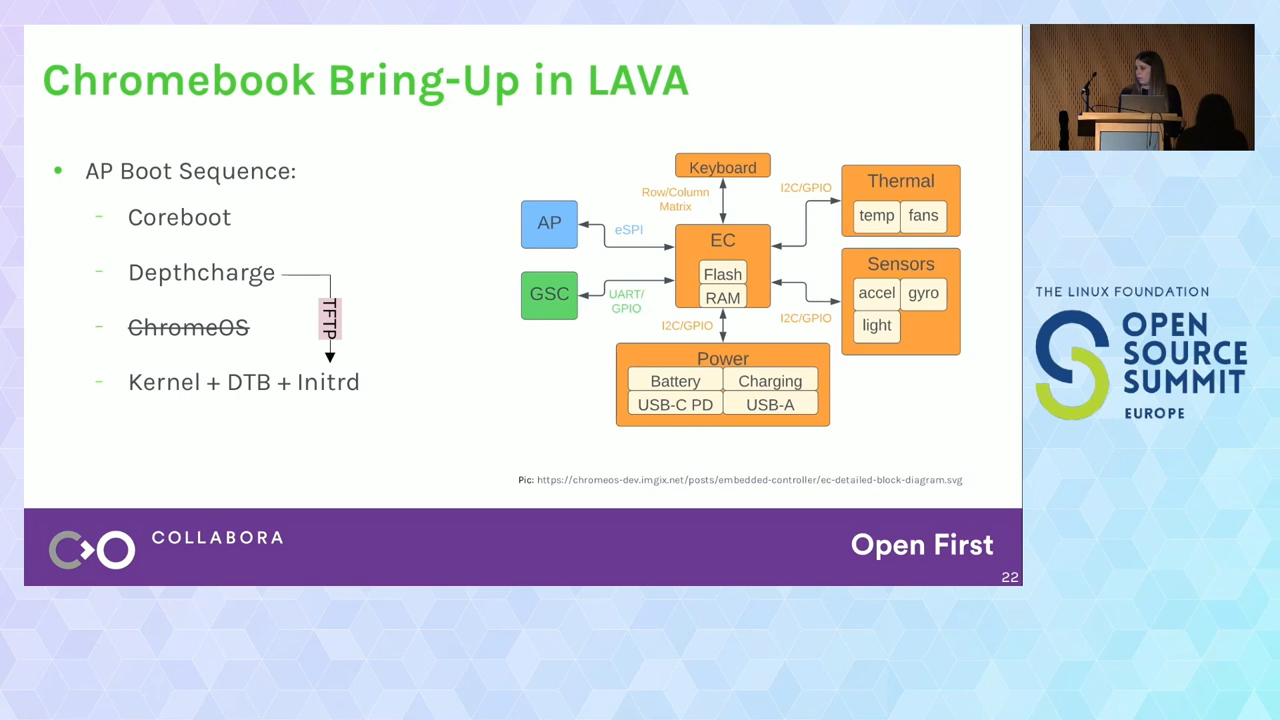 Chromebook Bring-Up in LAVA
• AP Boot Sequence:
- Coreboot
- Depthcharge
- ChromeOS
- Kernel + DTB + Initrd
TFTP
Keyboard
Row/Column
Matrix
I2C/GPIO
Thermal
temp
fans
AP
eSPI
EC
Flash
RAM
GSC
UART/
GPIO
Sensors
accel
gyro
light
I2C/GPIO
I2C/GPIO
Power
Battery
Charging
USB-C PD
USB-A
Pic: https://chromeos-dev.imgix.net/posts/embedded-controller/ec-detailed-block-diagram.svg
COLLABORA
Open First
22
THE LINUX FOUNDATION
OPEN
SOURCE
SUMMIT
EUROPE